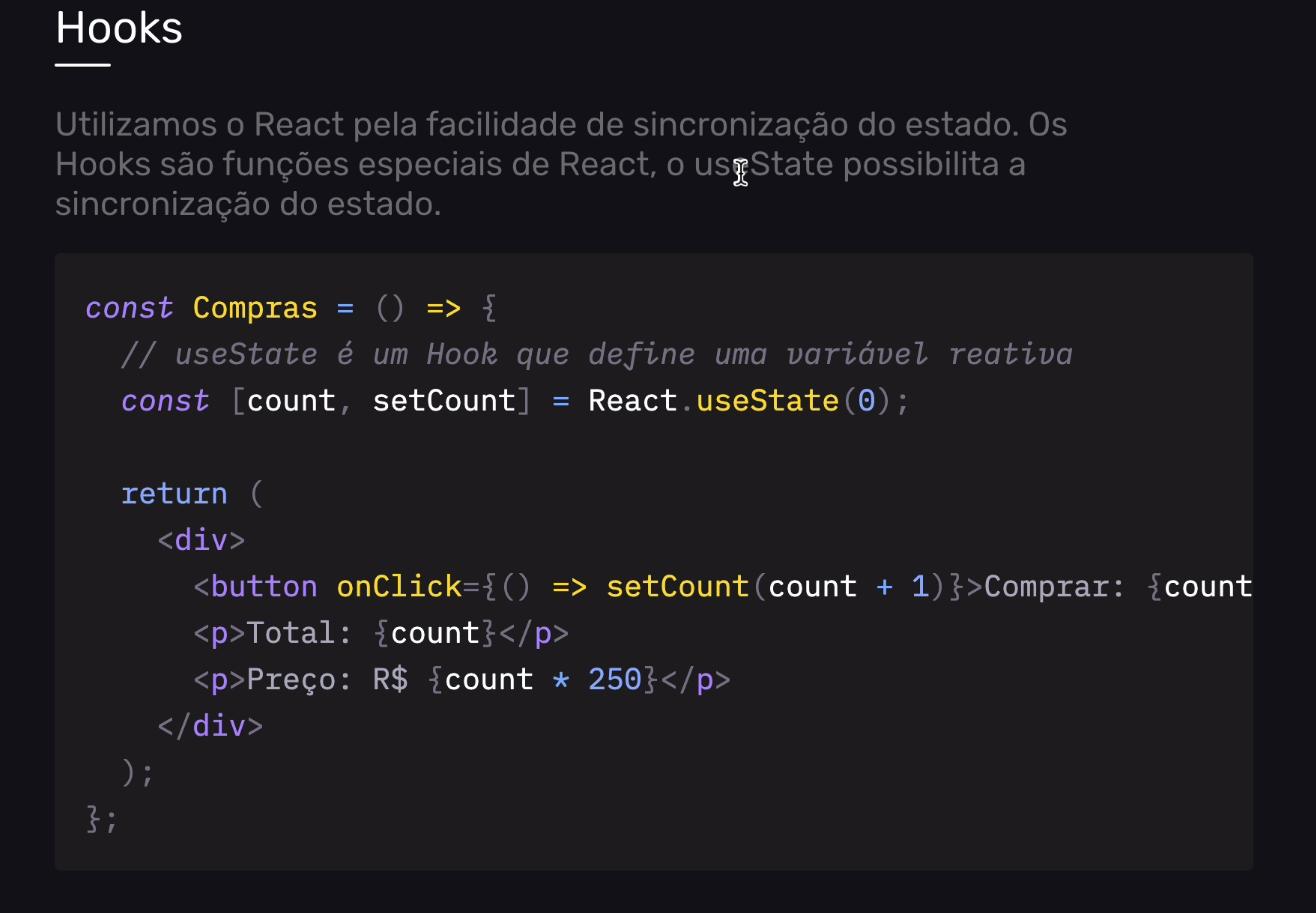 Hooks
Utilizamos o React pela facilidade de sincronização do estado. Os
Hooks são funções especiais de React, o useState possibilita a
sincronização do estado.
const Compras = () => {
  // useState é um Hook que define uma variável reativa
  const [count, setCount] = React.useState(0);
  return (
    <div>
      <button onClick={() => setCount(count + 1)}>Comprar: {count
      <p>Total: {count}</p>
      <p>Preço: R$ {count * 250}</p>
    </div>
  );
};